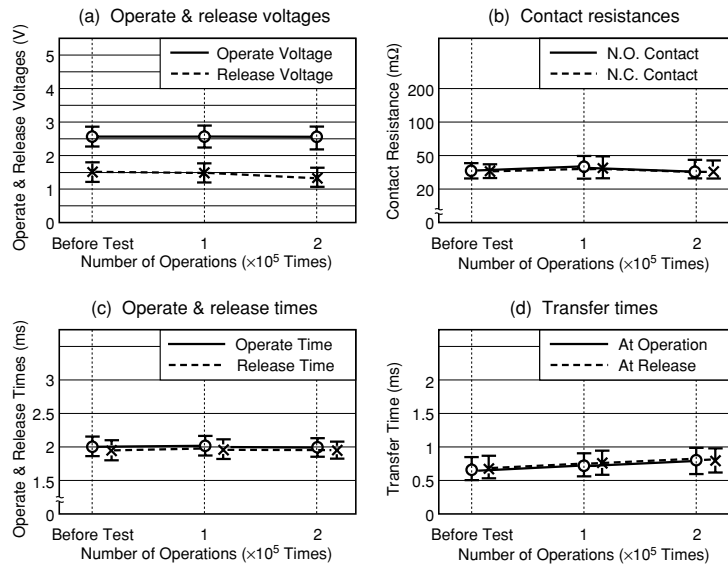 (a) Operate & release voltages
Operate & Release Voltages (V)
5
4
3
2
1
0
Operate Voltage
Release Voltage
Before Test 1 2
Number of Operations (×10⁵ Times)
(b) Contact resistances
Contact Resistance (mΩ)
200
100
50
20
0
N.O. Contact
N.C. Contact
Before Test 1 2
Number of Operations (×10⁵ Times)
(c) Operate & release times
Operate & Release Times (ms)
3
2.5
2
1.5
0
Operate Time
Release Time
Before Test 1 2
Number of Operations (×10⁵ Times)
(d) Transfer times
Transfer Time (ms)
2
1
0.5
0
At Operation
At Release
Before Test 1 2
Number of Operations (×10⁵ Times)